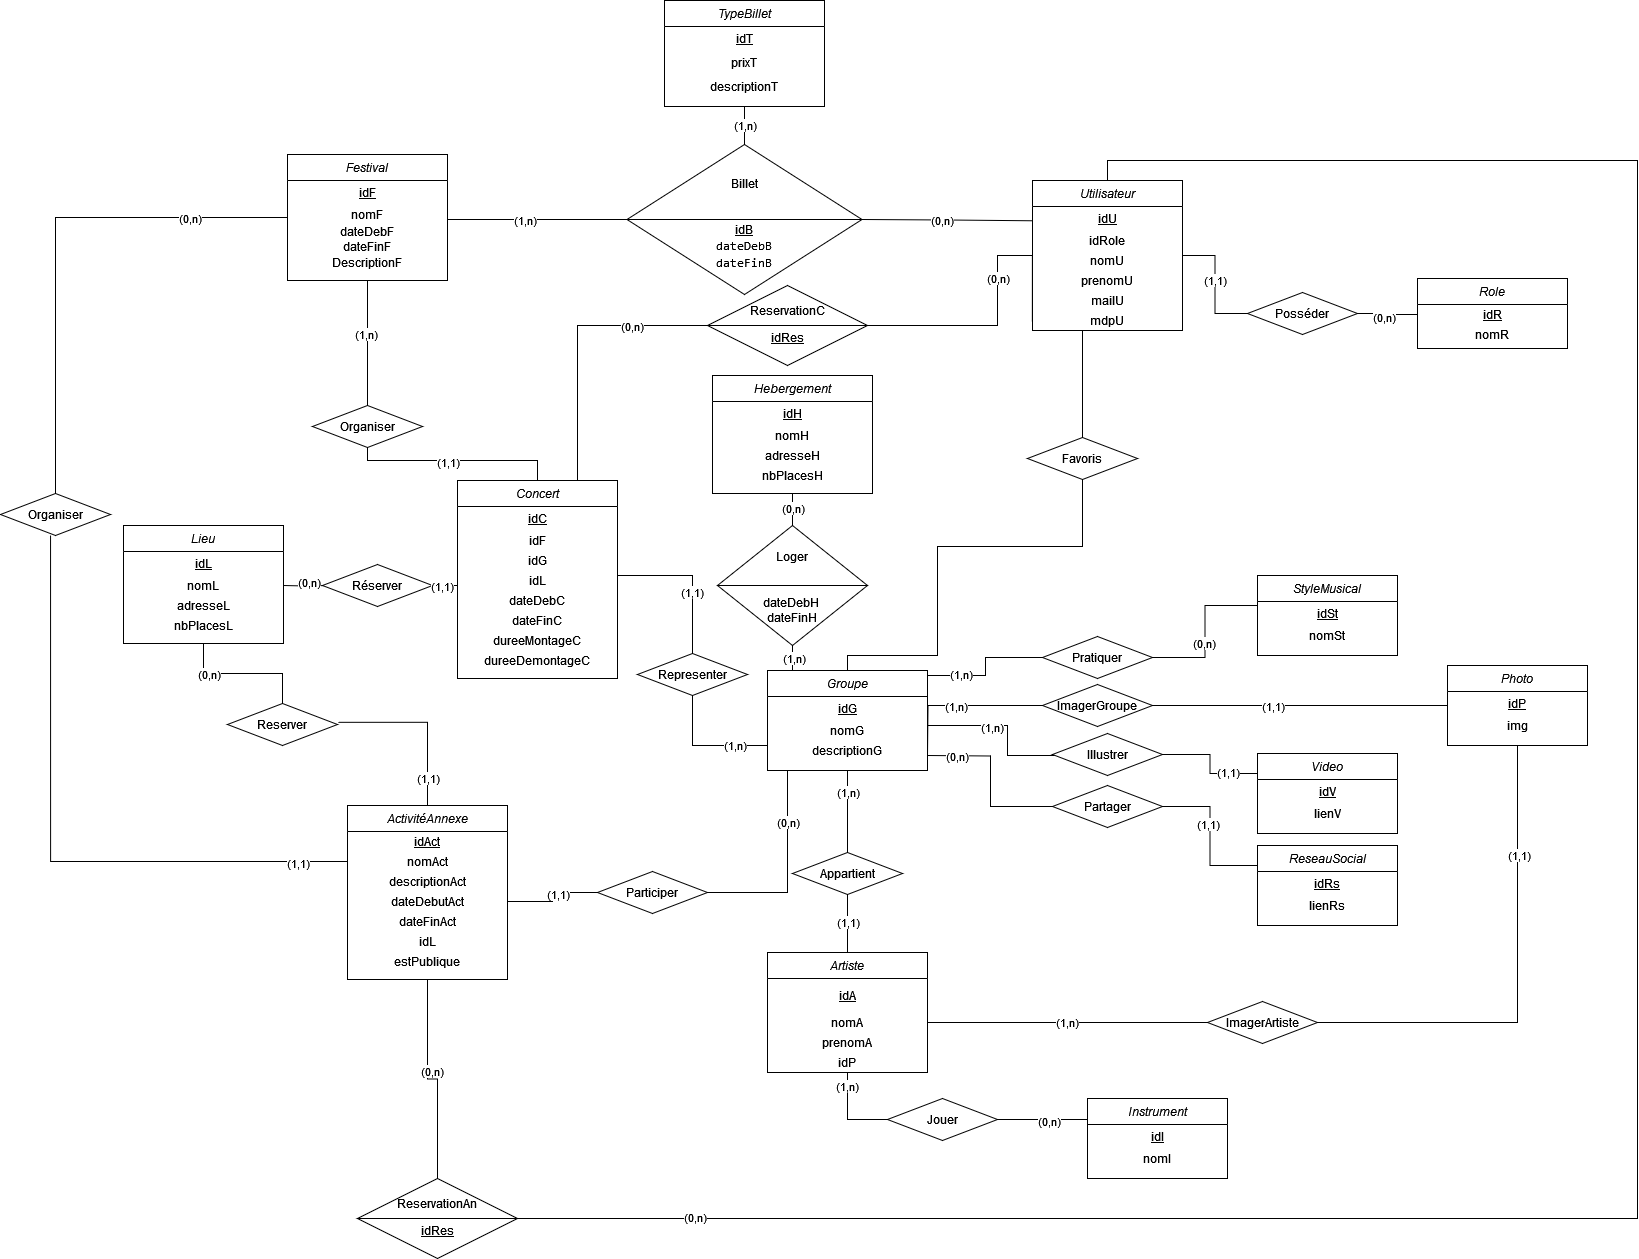 TypeBillet
idT
prixT
descriptionT
(1,n)
Festival
idF
nomF
dateDebF
dateFinF
DescriptionF
(0,n)
(1,n)
Billet
idB
dateDebB
dateFinB
(0,n)
Utilisateur
idU
idRole
nomU
prenomU
mailU
mdpU
(1,1)
Posséder
(0,n)
Role
idR
nomR
(0,n)
ReservationC
idRes
(0,n)
(1,n)
Organiser
(1,1)
Hebergement
idH
nomH
adresseH
nbPlacesH
(0,n)
Favoris
Organiser
Lieu
idL
nomL
adresseL
nbPlacesL
(0,n)
Réserver
(1,1)
Concert
idC
idF
idG
idL
dateDebC
dateFinC
dureeMontageC
dureeDemontageC
(1,1)
Representer
(1,n)
Loger
dateDebH
dateFinH
(1,n)
StyleMusical
idSt
nomSt
(0,n)
Pratiquer
(1,n)
Groupe
idG
nomG
descriptionG
(1,n)
ImagerGroupe
(1,1)
Photo
idP
img
(1,n)
Illustrer
(1,1)
Video
idV
lienV
(0,n)
Partager
(1,1)
ReseauSocial
idRs
lienRs
(0,n)
Reserver
(1,1)
ActivitéAnnexe
idAct
nomAct
descriptionAct
dateDebutAct
dateFinAct
idL
estPublique
(1,1)
(1,1)
Participer
(0,n)
(1,n)
Appartient
(1,1)
(1,1)
Artiste
idA
nomA
prenomA
idP
(1,n)
ImagerArtiste
(1,n)
Jouer
(0,n)
Instrument
idI
nomI
(0,n)
ReservationAn
idRes
(0,n)